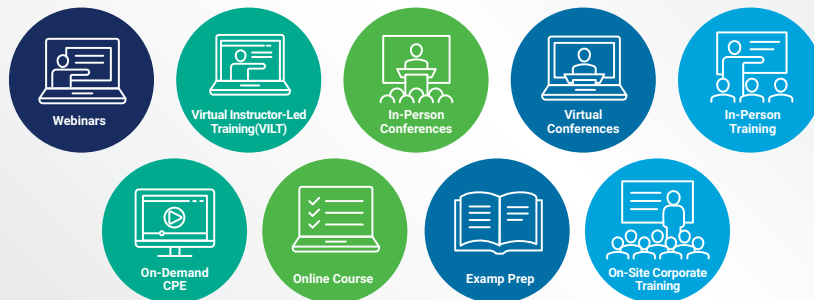 Webinars
Virtual Instructor-Led
Training(VILT)
In-Person
Conferences
Virtual
Conferences
In-Person
Training
On-Demand
CPE
Online Course
Examp Prep
On-Site Corporate
Training